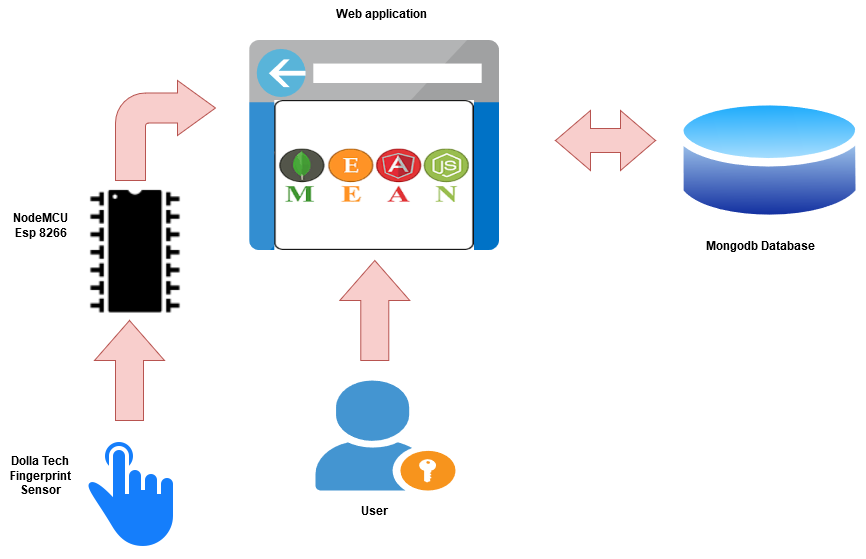 Web application
E
A
JS
M E A N
NodeMCU
Esp 8266
Mongodb Database
Dolla Tech
Fingerprint
Sensor
User